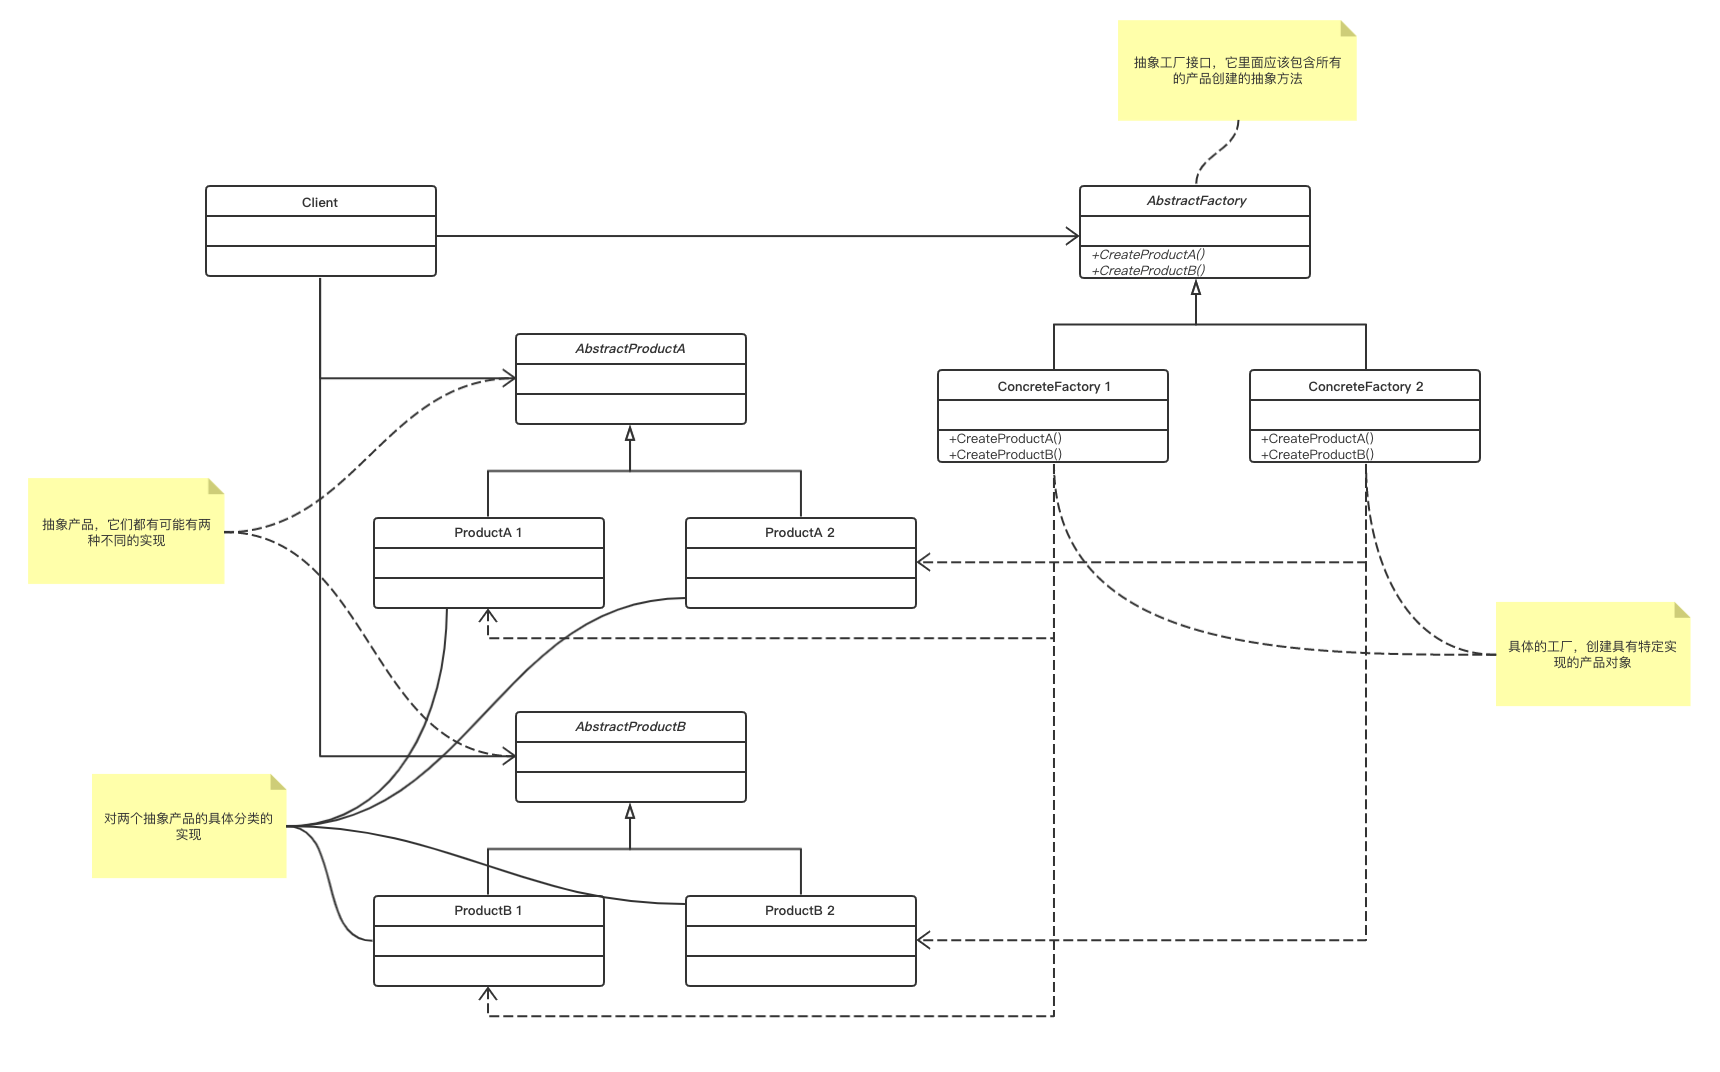 抽象工厂接口，它里面应该包含所有
的产品创建的抽象方法
Client
AbstractFactory
+CreateProductA()
+CreateProductB()
AbstractProductA
ConcreteFactory 1
+CreateProductA()
+CreateProductB()
ConcreteFactory 2
+CreateProductA()
+CreateProductB()
抽象产品，它们都有可能有两
种不同的实现
ProductA 1
ProductA 2
具体的工厂，创建具有特定实
现的产品对象
AbstractProductB
对两个抽象产品的具体分类的
实现
ProductB 1
ProductB 2